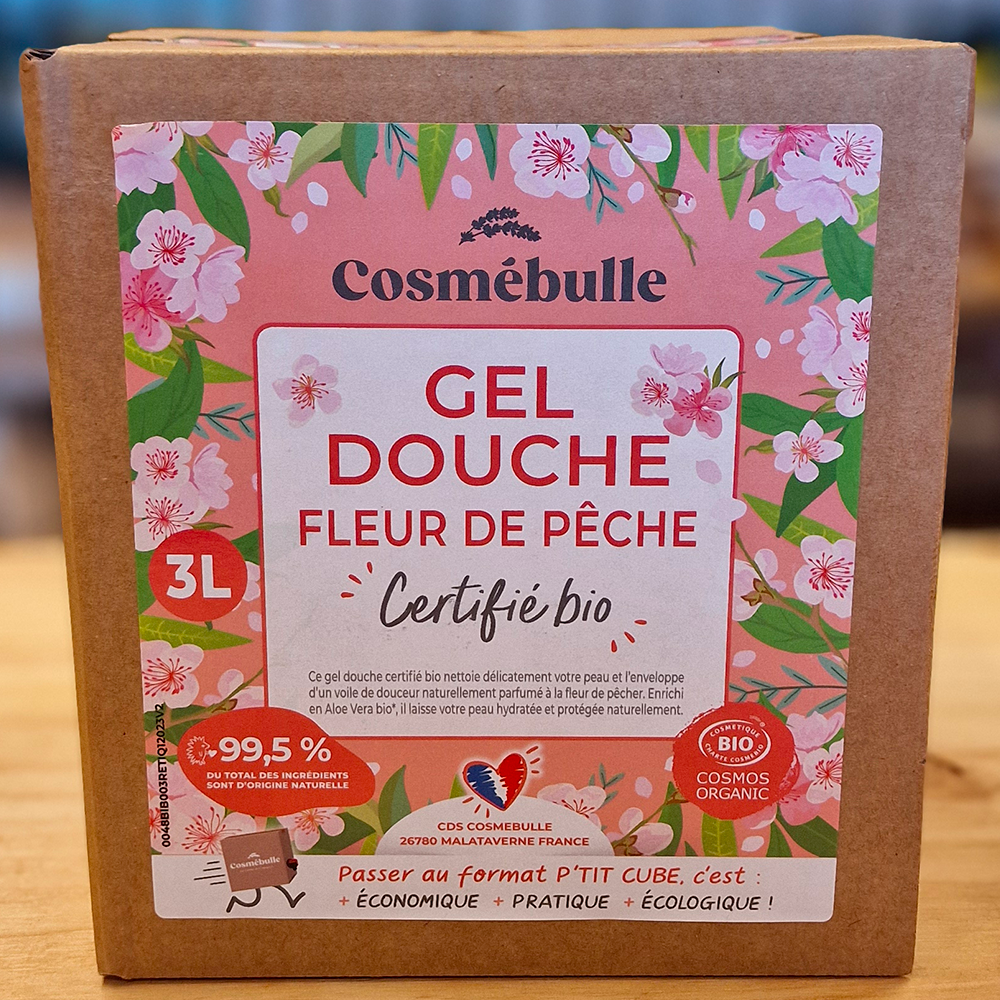 Cosmébulle
GEL
DOUCHE
FLEUR DE PÊCHE
Certifié bio
3L
Ce gel douche certifié bio nettoie délicatement votre peau et l'enveloppe
d'un voile de douceur naturellement parfumé à la fleur de pêcher. Enrichi
en Aloe Vera bio*, il laisse votre peau hydratée et protégée naturellement.
0048BIB003RETIQ12023V2
99,5 %
DU TOTAL DES INGRÉDIENTS
SONT D'ORIGINE NATURELLE
COSMÉTIQUE
BIO
CHARTE COSMEBIO
COSMOS
ORGANIC
CDS COSMEBULLE
26780 MALATAVERNE FRANCE
Cosmébulle
Passer au format P'TIT CUBE, c'est :
+ ÉCONOMIQUE + PRATIQUE + ÉCOLOGIQUE !